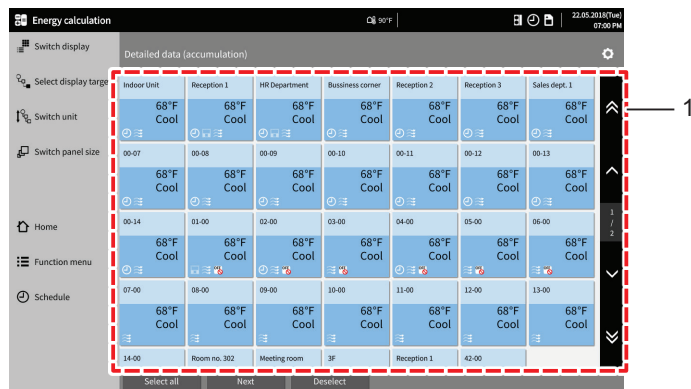 Energy calculation
90°F
22.05.2018(Tue)
07:00 PM
Switch display
Select display targe
Switch unit
Switch panel size
Home
Function menu
Schedule
Detailed data (accumulation)
Indoor Unit Reception 1 HR Department Bussiness corner Reception 2 Reception 3 Sales dept. 1
68°F 68°F 68°F 68°F 68°F 68°F 68°F
Cool Cool Cool Cool Cool Cool Cool
00-07 00-08 00-09 00-10 00-11 00-12 00-13
68°F 68°F 68°F 68°F 68°F 68°F 68°F
Cool Cool Cool Cool Cool Cool Cool
00-14 01-00 02-00 03-00 04-00 05-00 06-00
68°F 68°F 68°F 68°F 68°F 68°F 68°F
Cool Cool Cool Cool Cool Cool Cool
07-00 08-00 09-00 10-00 11-00 12-00 13-00
68°F 68°F 68°F 68°F 68°F 68°F 68°F
Cool Cool Cool Cool Cool Cool Cool
14-00 Room no. 302 Meeting room 3F Reception 1 42-00
1
/
2
Select all Next Deselect
1